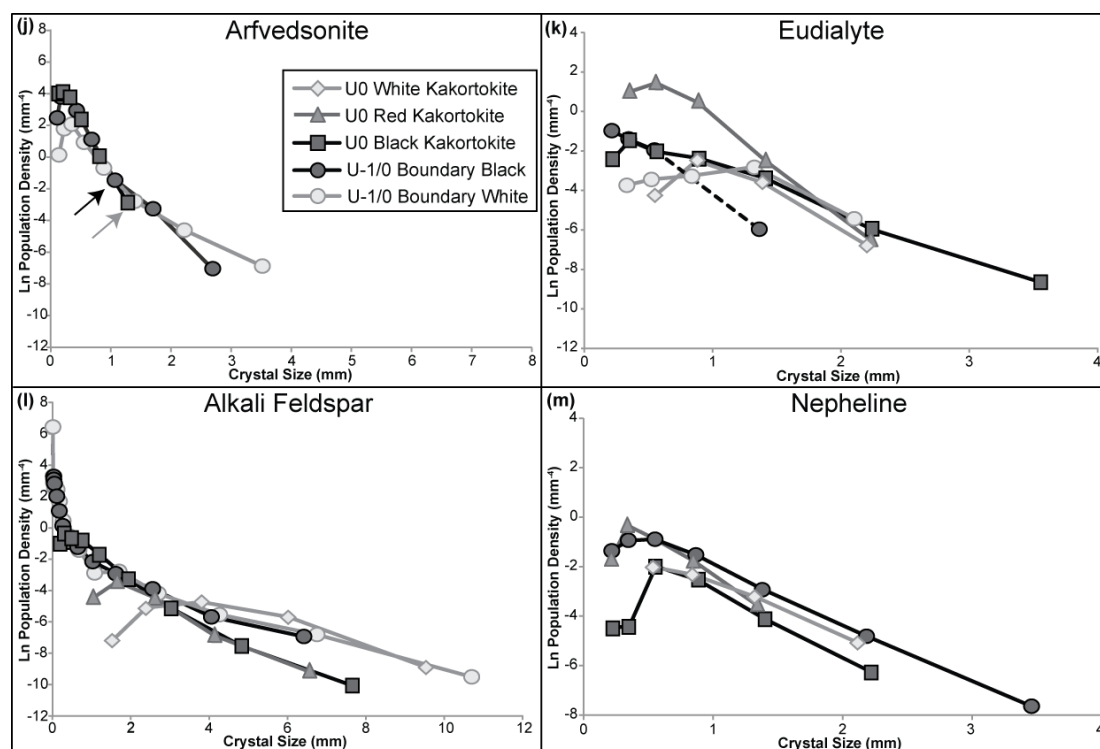 (j) Arfvedsonite
Ln Population Density (mm-4)
8
6
4
2
0
-2
-4
-6
-8
-10
-12
0 1 2 3 4 5 6 7 8
Crystal Size (mm)
U0 White Kakortokite
U0 Red Kakortokite
U0 Black Kakortokite
U-1/0 Boundary Black
U-1/0 Boundary White
(k) Eudialyte
Ln Population Density (mm-4)
4
2
0
-2
-4
-6
-8
-10
-12
0 1 2 3 4
Crystal Size (mm)
(l) Alkali Feldspar
Ln Population Density (mm-4)
8
6
4
2
0
-2
-4
-6
-8
-10
-12
0 2 4 6 8 10 12
Crystal Size (mm)
(m) Nepheline
Ln Population Density (mm-4)
4
2
0
-2
-4
-6
-8
0 1 2 3 4
Crystal Size (mm)